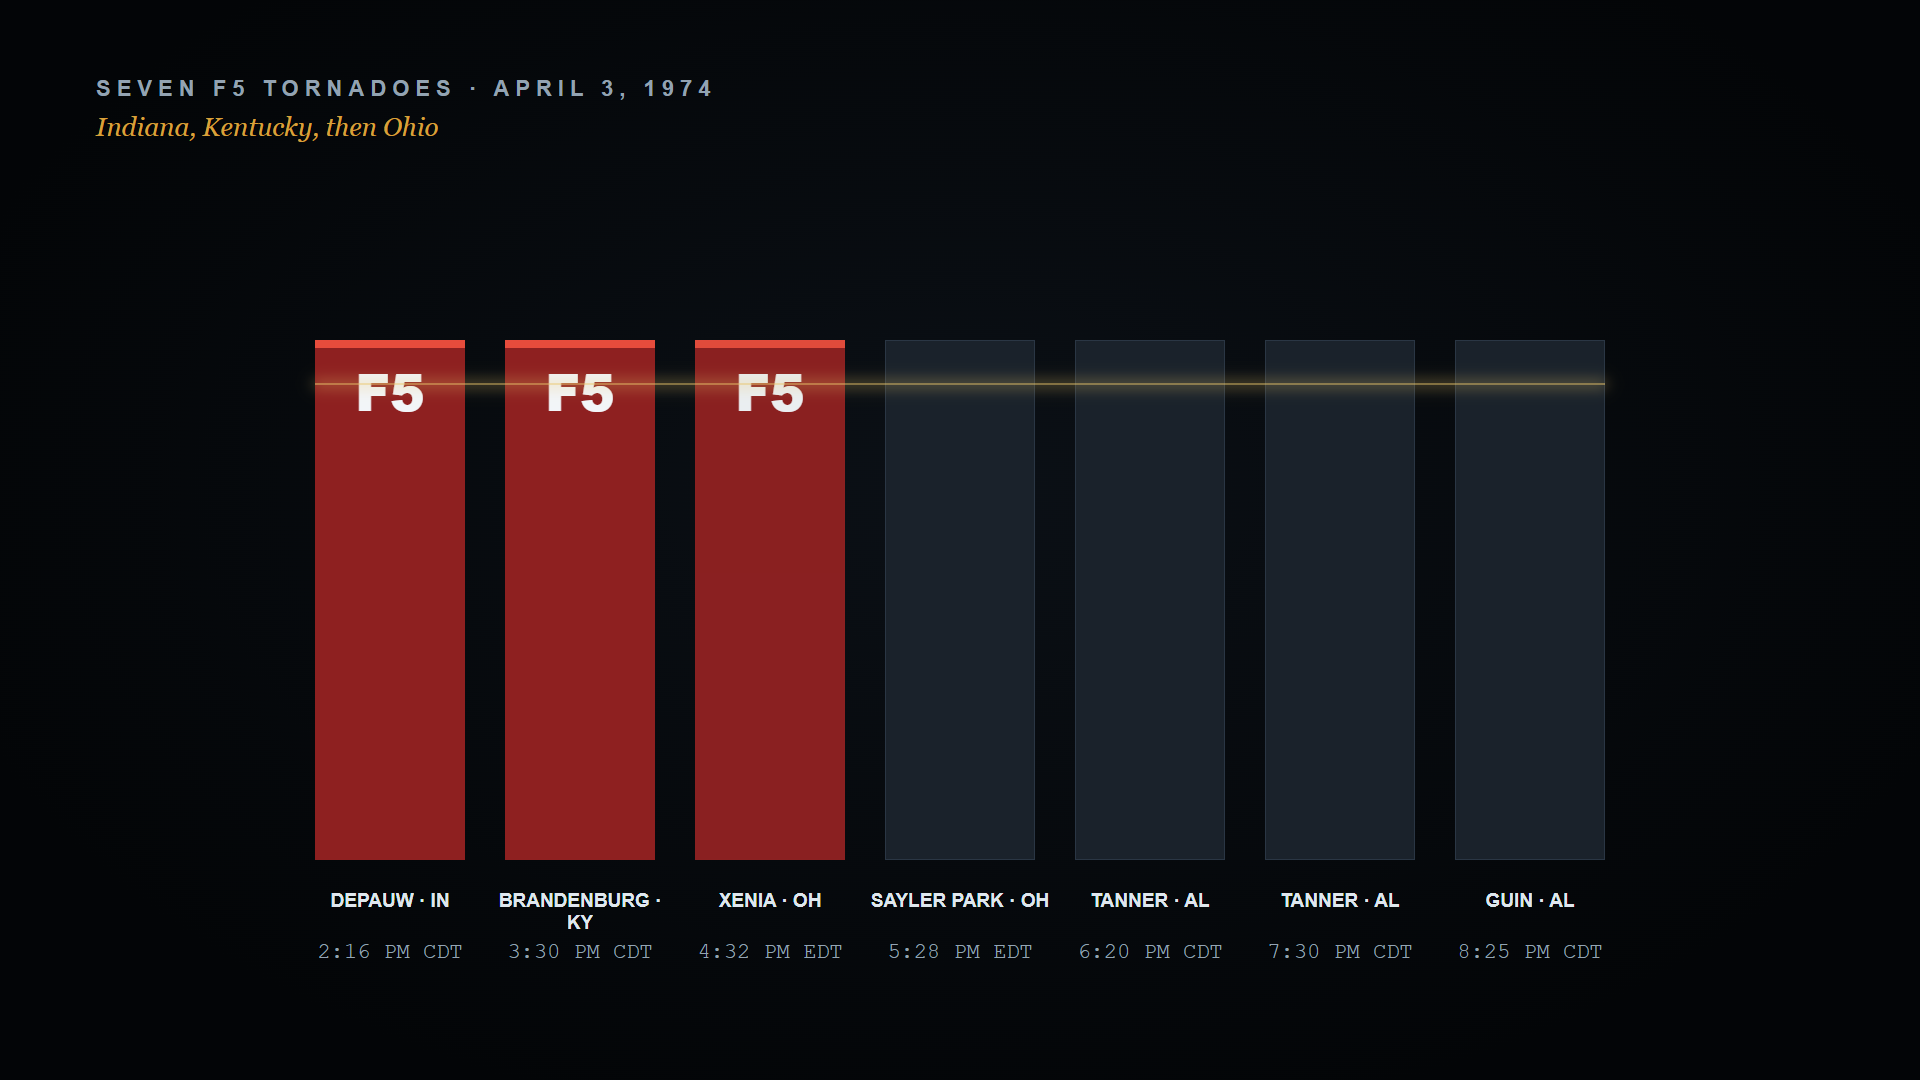 SEVEN F5 TORNADOES · APRIL 3, 1974
Indiana, Kentucky, then Ohio
F5 F5 F5
DEPAUW · IN
2:16 PM CDT
BRANDENBURG ·
KY
3:30 PM CDT
XENIA · OH
4:32 PM EDT
SAYLER PARK · OH
5:28 PM EDT
TANNER · AL
6:20 PM CDT
TANNER · AL
7:30 PM CDT
GUIN · AL
8:25 PM CDT